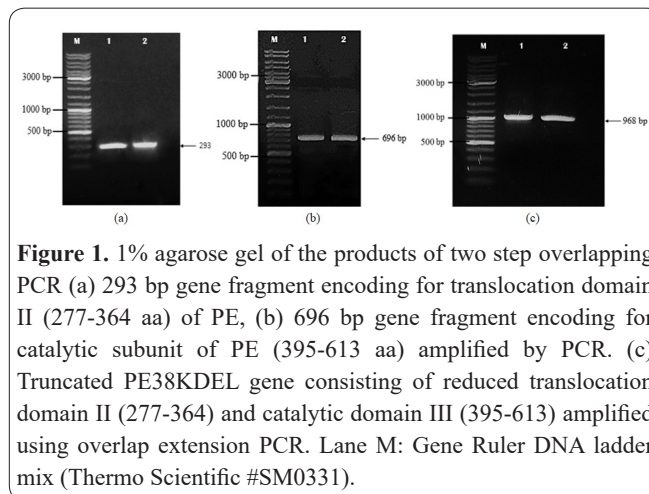 M 1 2
3000 bp
1000 bp
500 bp
293
(a)
M 1 2
3000 bp
1000 bp
500 bp
696 bp
(b)
M 1 2
3000 bp
1000 bp
500 bp
968 bp
(c)
Figure 1. 1% agarose gel of the products of two step overlapping
PCR (a) 293 bp gene fragment encoding for translocation domain
II (277-364 aa) of PE, (b) 696 bp gene fragment encoding for
catalytic subunit of PE (395-613 aa) amplified by PCR. (c)
Truncated PE38KDEL gene consisting of reduced translocation
domain II (277-364) and catalytic domain III (395-613) amplified
using overlap extension PCR. Lane M: Gene Ruler DNA ladder
mix (Thermo Scientific #SM0331).